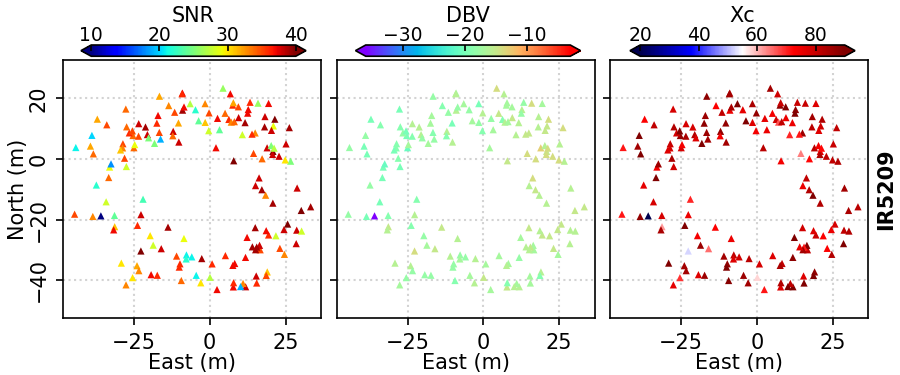 SNR DBV Xc
10 20 30 40 −30 −20 −10 20 40 60 80
North (m)
20
0
−20
−40
IR5209
−25 0 25 −25 0 25 −25 0 25
East (m) East (m) East (m)